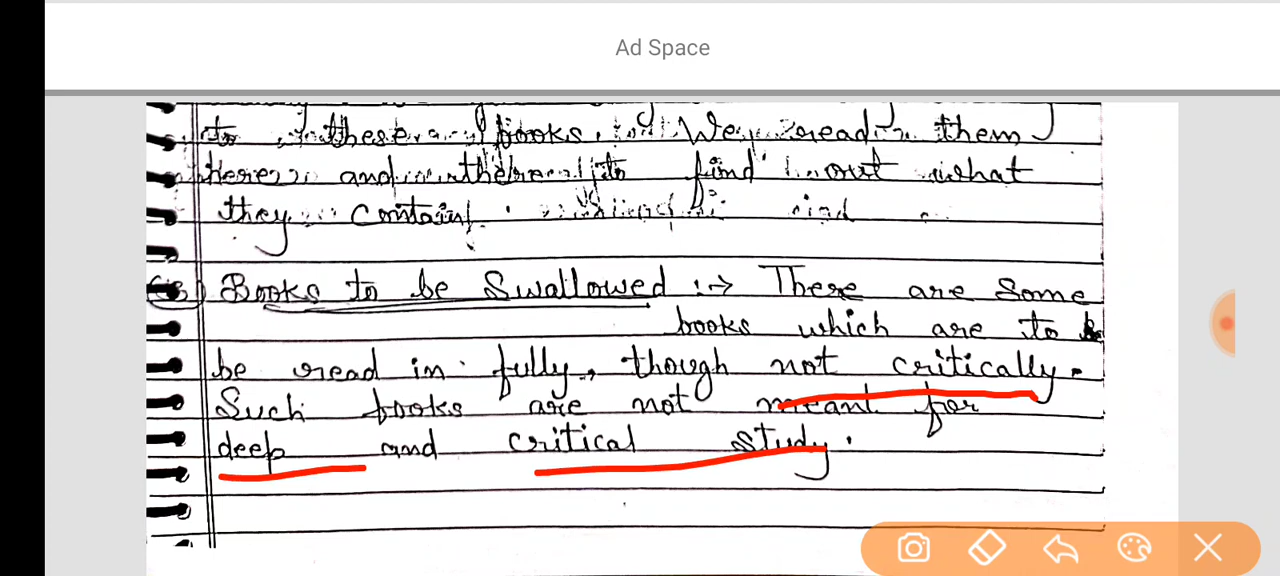 Ad Space
to these books. We read them
here and there to find out what
they contain.
(3) Books to be Swallowed :→ There are some
books which are to be
be read in fully, though not critically.
Such books are not meant for
deep and critical study.